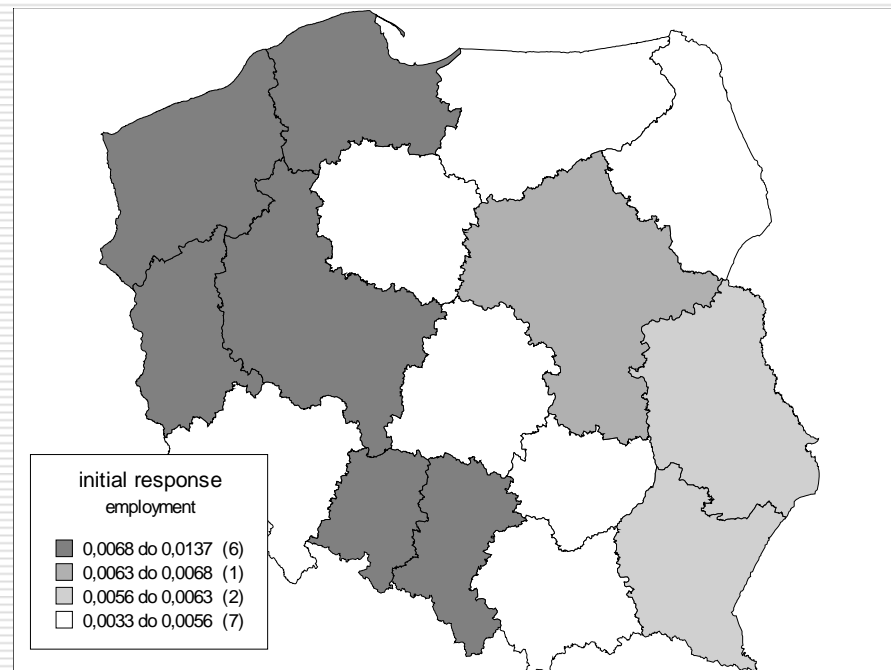 initial response
employment
0,0068 do 0,0137 (6)
0,0063 do 0,0068 (1)
0,0056 do 0,0063 (2)
0,0033 do 0,0056 (7)